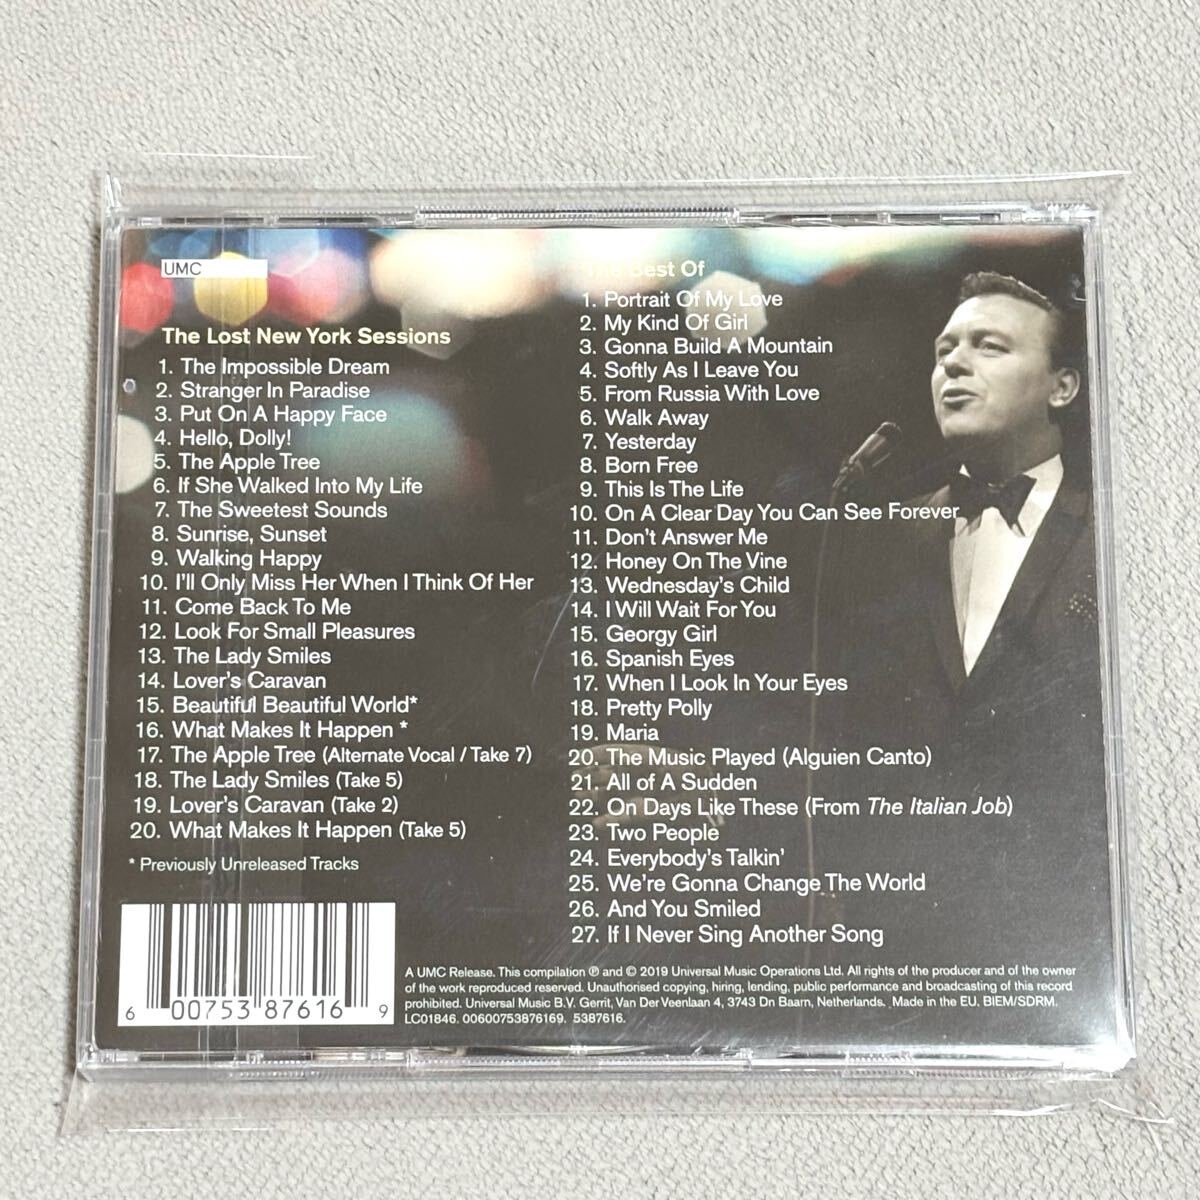 UMC
The Lost New York Sessions
1. The Impossible Dream
2. Stranger In Paradise
3. Put On A Happy Face
4. Hello, Dolly!
5. The Apple Tree
6. If She Walked Into My Life
7. The Sweetest Sounds
8. Sunrise, Sunset
9. Walking Happy
10. I'll Only Miss Her When I Think Of Her
11. Come Back To Me
12. Look For Small Pleasures
13. The Lady Smiles
14. Lover's Caravan
15. Beautiful Beautiful World*
16. What Makes It Happen *
17. The Apple Tree (Alternate Vocal / Take 7)
18. The Lady Smiles (Take 5)
19. Lover's Caravan (Take 2)
20. What Makes It Happen (Take 5)
* Previously Unreleased Tracks
The Best Of
1. Portrait Of My Love
2. My Kind Of Girl
3. Gonna Build A Mountain
4. Softly As I Leave You
5. From Russia With Love
6. Walk Away
7. Yesterday
8. Born Free
9. This Is The Life
10. On A Clear Day You Can See Forever
11. Don't Answer Me
12. Honey On The Vine
13. Wednesday's Child
14. I Will Wait For You
15. Georgy Girl
16. Spanish Eyes
17. When I Look In Your Eyes
18. Pretty Polly
19. Maria
20. The Music Played (Alguien Canto)
21. All of A Sudden
22. On Days Like These (From The Italian Job)
23. Two People
24. Everybody's Talkin'
25. We're Gonna Change The World
26. And You Smiled
27. If I Never Sing Another Song
6 00753 87616 9
A UMC Release. This compilation ℗ and © 2019 Universal Music Operations Ltd. All rights of the producer and of the owner
of the work reproduced reserved. Unauthorised copying, hiring, lending, public performance and broadcasting of this record
prohibited. Universal Music B.V. Gerrit, Van Der Veenlaan 4, 3743 Dn Baarn, Netherlands. Made in the EU. BIEM/SDRM.
LC01846. 00600753876169. 5387616.